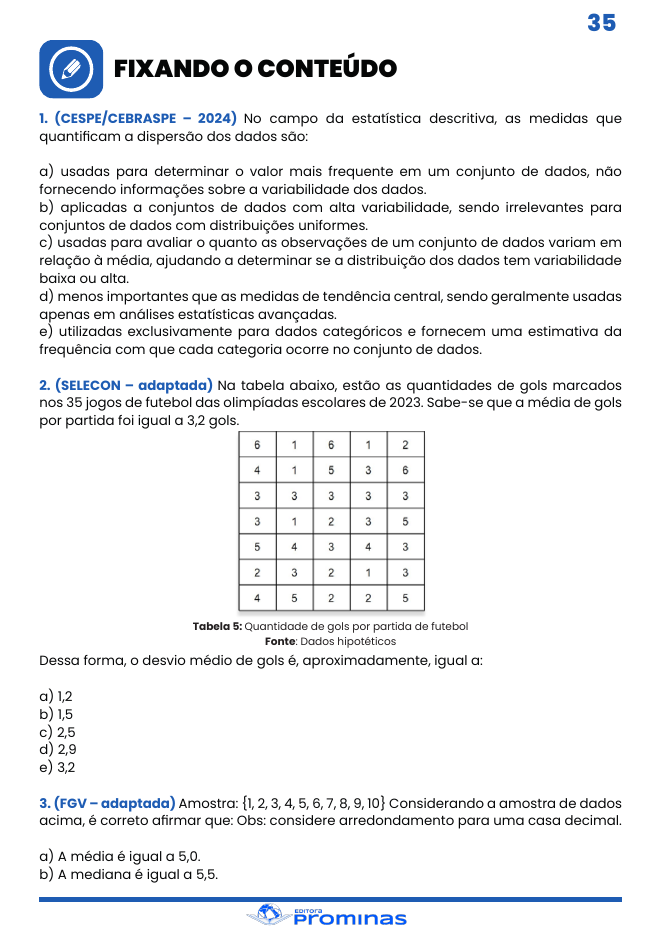 35
FIXANDO O CONTEÚDO
1. (CESPE/CEBRASPE – 2024) No campo da estatística descritiva, as medidas que
quantificam a dispersão dos dados são:
a) usadas para determinar o valor mais frequente em um conjunto de dados, não
fornecendo informações sobre a variabilidade dos dados.
b) aplicadas a conjuntos de dados com alta variabilidade, sendo irrelevantes para
conjuntos de dados com distribuições uniformes.
c) usadas para avaliar o quanto as observações de um conjunto de dados variam em
relação à média, ajudando a determinar se a distribuição dos dados tem variabilidade
baixa ou alta.
d) menos importantes que as medidas de tendência central, sendo geralmente usadas
apenas em análises estatísticas avançadas.
e) utilizadas exclusivamente para dados categóricos e fornecem uma estimativa da
frequência com que cada categoria ocorre no conjunto de dados.
2. (SELECON – adaptada) Na tabela abaixo, estão as quantidades de gols marcados
nos 35 jogos de futebol das olimpíadas escolares de 2023. Sabe-se que a média de gols
por partida foi igual a 3,2 gols.
6 1 6 1 2
4 1 5 3 6
3 3 3 3 3
3 1 2 3 5
5 4 3 4 3
2 3 2 1 3
4 5 2 2 5
Tabela 5: Quantidade de gols por partida de futebol
Fonte: Dados hipotéticos
Dessa forma, o desvio médio de gols é, aproximadamente, igual a:
a) 1,2
b) 1,5
c) 2,5
d) 2,9
e) 3,2
3. (FGV – adaptada) Amostra: {1, 2, 3, 4, 5, 6, 7, 8, 9, 10} Considerando a amostra de dados
acima, é correto afirmar que: Obs: considere arredondamento para uma casa decimal.
a) A média é igual a 5,0.
b) A mediana é igual a 5,5.
EDITORA
Prominas